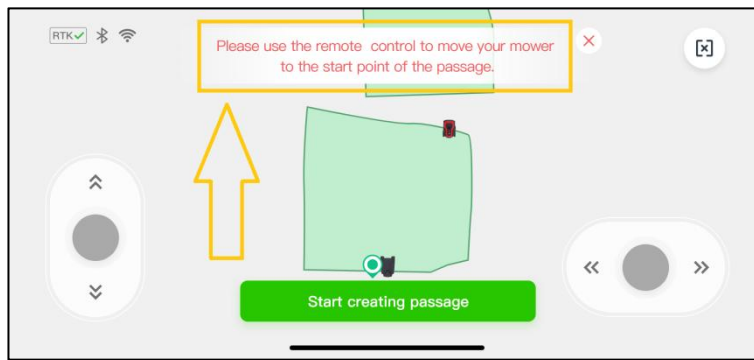 RTK
Please use the remote control to move your mower
to the start point of the passage.
Start creating passage